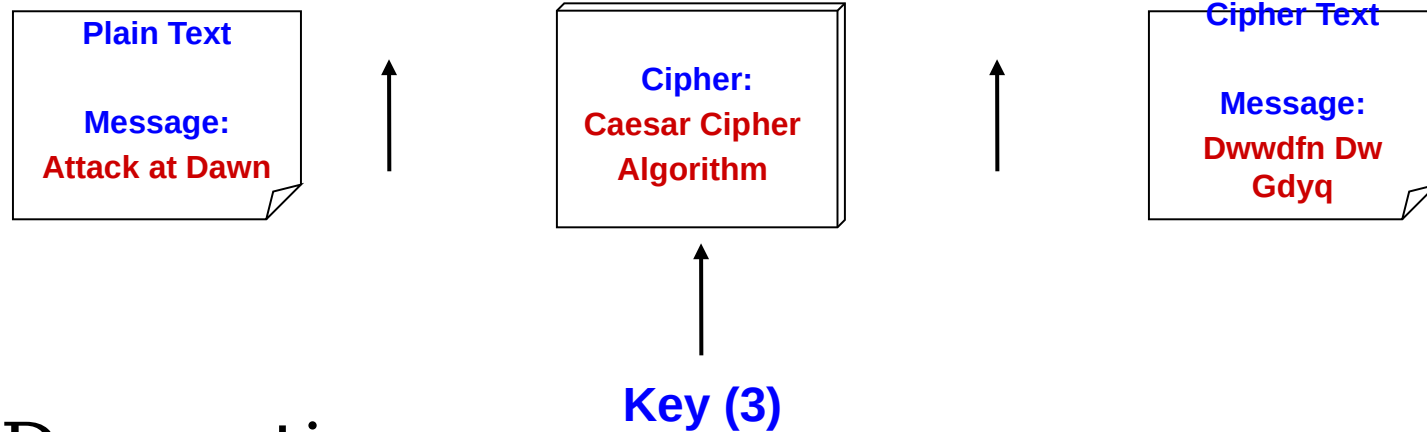 Plain Text
Message:
Attack at Dawn
Cipher:
Caesar Cipher
Algorithm
Cipher Text
Message:
Dwwdfn Dw
Gdyq
Key (3)